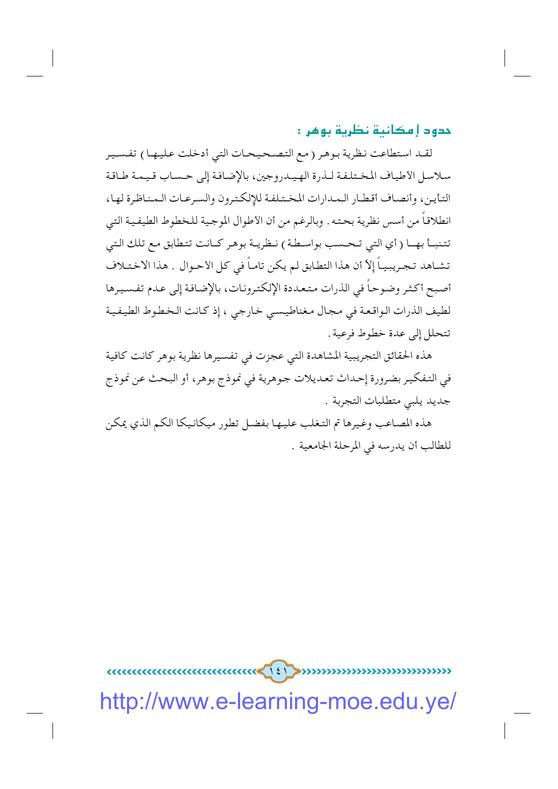 حدود إمكانية نظرية بوهر :
لقد استطاعت نظرية بوهر ( مع التصحيحات التي أدخلت عليها ) تفسير
سلاسل الأطياف المختلفة لذرة الهيدروجين، بالإضافة إلى حساب قيمة طاقة
التأين، وأنصاف أقطار المدارات المختلفة للإلكترون والسرعات المناظرة لها،
انطلاقاً من أسس نظرية بحته . وبالرغم من أن الأطوال الموجية للخطوط الطيفية التي
تتنبأ بها ( أي التي تحسب بواسطة ) نظرية بوهر كانت تتطابق مع تلك التي
تشاهد تجريبياً إلاّ أن هذا التطابق لم يكن تاماً في كل الأحوال . هذا الاختلاف
أصبح أكثر وضوحاً في الذرات متعددة الإلكترونات، بالإضافة إلى عدم تفسيرها
لطيف الذرات الواقعة في مجال مغناطيسي خارجي ، إذ كانت الخطوط الطيفية
تتحلل إلى عدة خطوط فرعية .
هذه الحقائق التجريبية المشاهدة التي عجزت في تفسيرها نظرية بوهر كانت كافية
في التفكير بضرورة إحداث تعديلات جوهرية في نموذج بوهر، أو البحث عن نموذج
جديد يلبي متطلبات التجربة .
هذه المصاعب وغيرها تم التغلب عليها بفضل تطور ميكانيكا الكم الذي يمكن
للطالب أن يدرسه في المرحلة الجامعية .
١٤١
http://www.e-learning-moe.edu.ye/